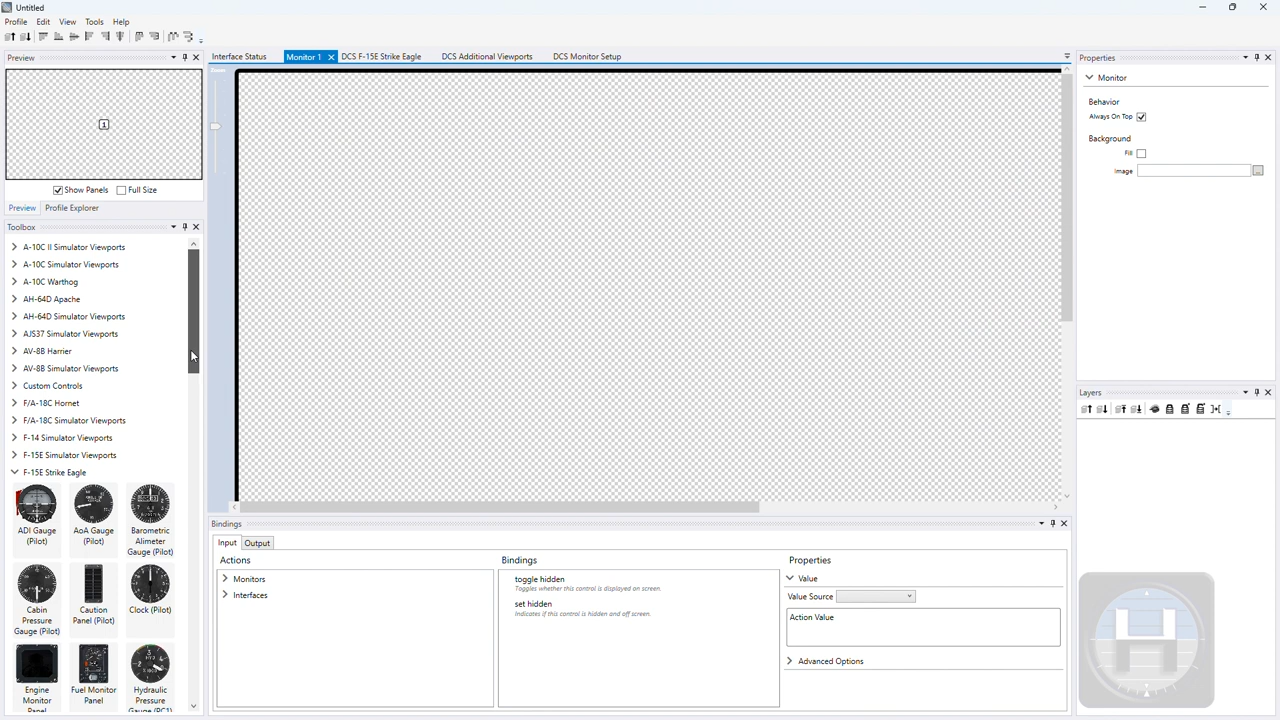 Untitled
Profile Edit View Tools Help
Preview
1
Show Panels Full Size
Preview Profile Explorer
Toolbox
A-10C II Simulator Viewports
A-10C Simulator Viewports
A-10C Warthog
AH-64D Apache
AH-64D Simulator Viewports
AJS37 Simulator Viewports
AV-8B Harrier
AV-8B Simulator Viewports
Custom Controls
F/A-18C Hornet
F/A-18C Simulator Viewports
F-14 Simulator Viewports
F-15E Simulator Viewports
F-15E Strike Eagle
ADI Gauge
(Pilot)
AoA Gauge
(Pilot)
Barometric
Alimeter
Gauge (Pilot)
Cabin
Pressure
Gauge (Pilot)
Caution
Panel (Pilot)
Clock (Pilot)
Engine
Monitor
Panel
Fuel Monitor
Panel
Hydraulic
Pressure
Gauge (PC1)
Interface Status Monitor 1 DCS F-15E Strike Eagle DCS Additional Viewports DCS Monitor Setup
Zoom
Bindings
Input Output
Actions
Monitors
Interfaces
Bindings
toggle hidden
Toggles whether this control is displayed on screen.
set hidden
Indicates if this control is hidden and off screen.
Properties
Value
Value Source
Action Value
Advanced Options
Properties
Monitor
Behavior
Always On Top
Background
Fill
Image
...
Layers
H